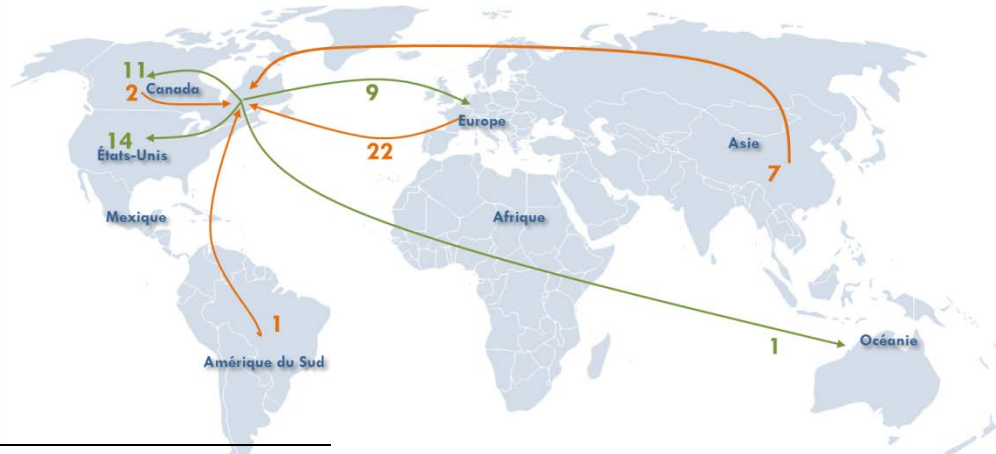 11
2 Canada
9
14
États-Unis
Europe
22
Asie
7
Mexique
Afrique
1
Amérique du Sud
1
Océanie